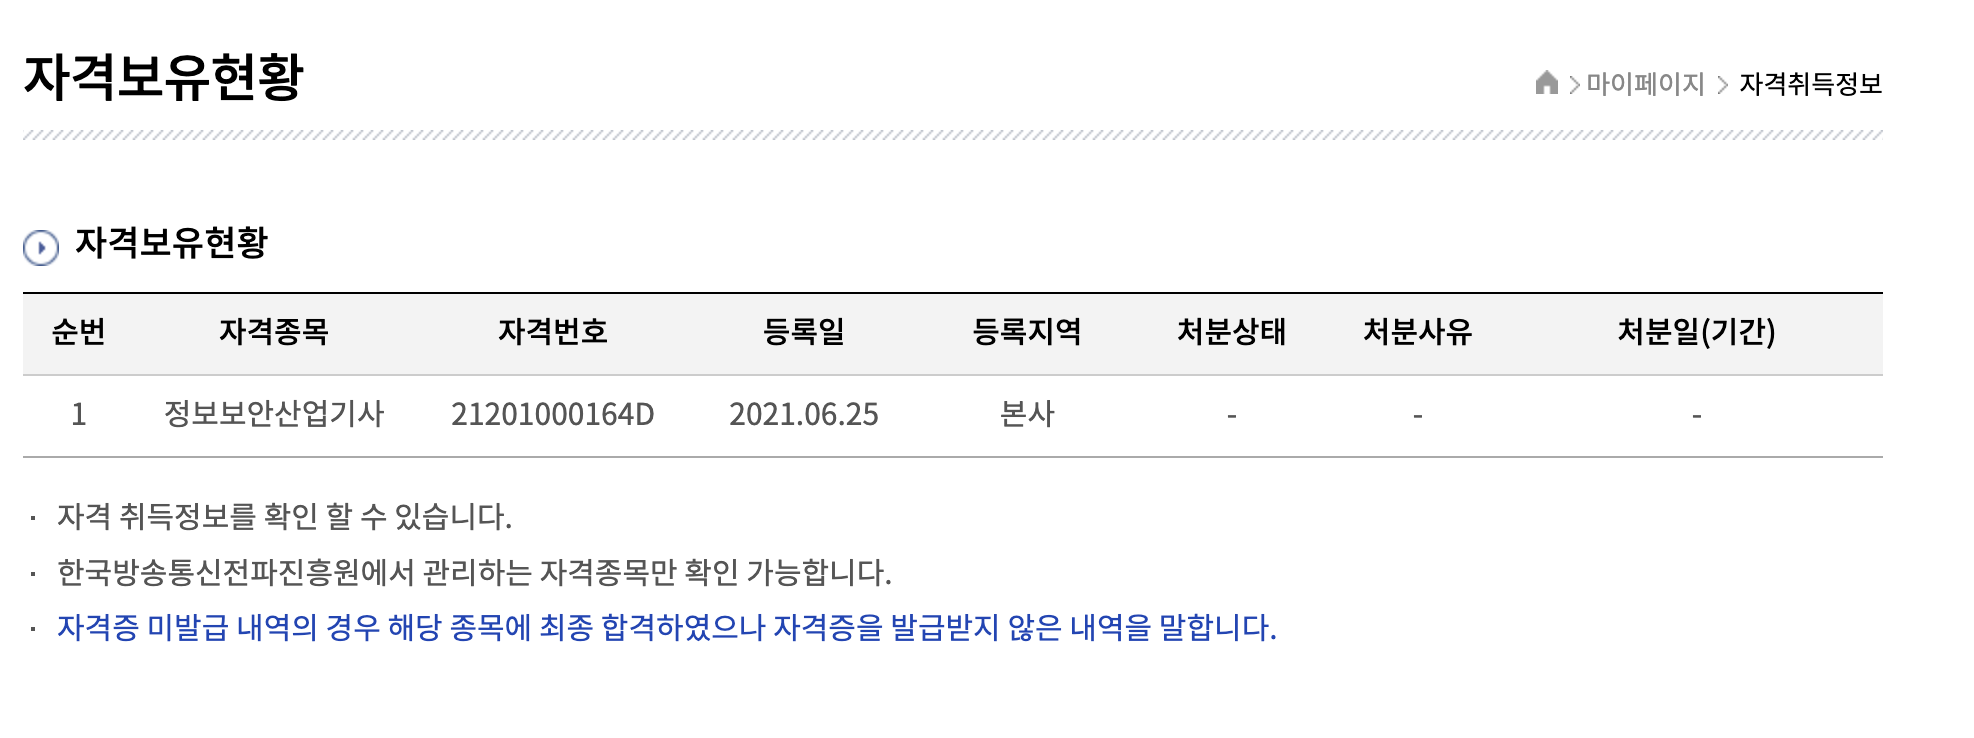 자격보유현황
마이페이지 > 자격취득정보
자격보유현황
순번 자격종목 자격번호 등록일 등록지역 처분상태 처분사유 처분일(기간)
1 정보보안산업기사 21201000164D 2021.06.25 본사 - - -
· 자격 취득정보를 확인 할 수 있습니다.
· 한국방송통신전파진흥원에서 관리하는 자격종목만 확인 가능합니다.
· 자격증 미발급 내역의 경우 해당 종목에 최종 합격하였으나 자격증을 발급받지 않은 내역을 말합니다.